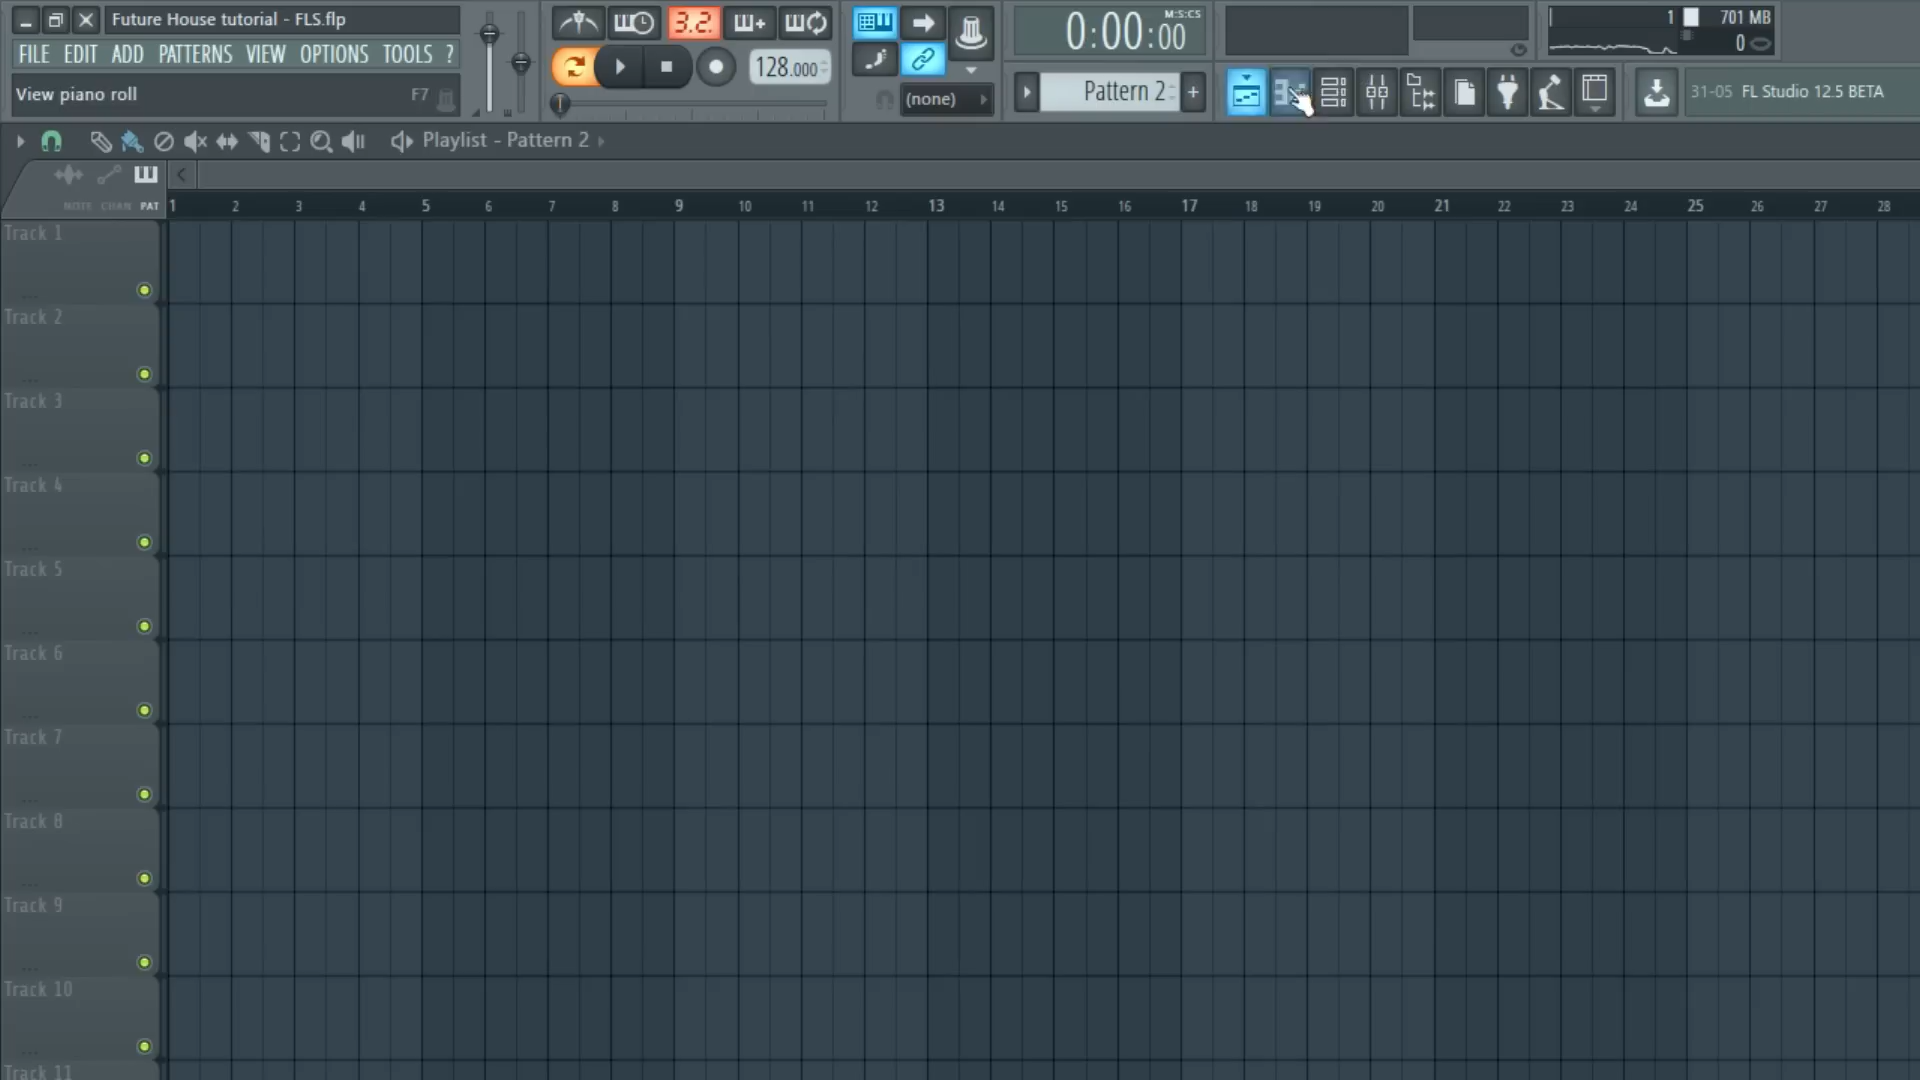 Future House tutorial - FLS.flp
FILE EDIT ADD PATTERNS VIEW OPTIONS TOOLS ?
View piano roll F7
3.2.
128.000
(none)
M:S:CS
0:00:00
Pattern 2
+
1 701 MB
0
31-05 FL Studio 12.5 BETA
Playlist - Pattern 2
NOTE CHAN PAT
1 2 3 4 5 6 7 8 9 10 11 12 13 14 15 16 17 18 19 20 21 22 23 24 25 26 27 28
Track 1
Track 2
Track 3
Track 4
Track 5
Track 6
Track 7
Track 8
Track 9
Track 10
Track 11